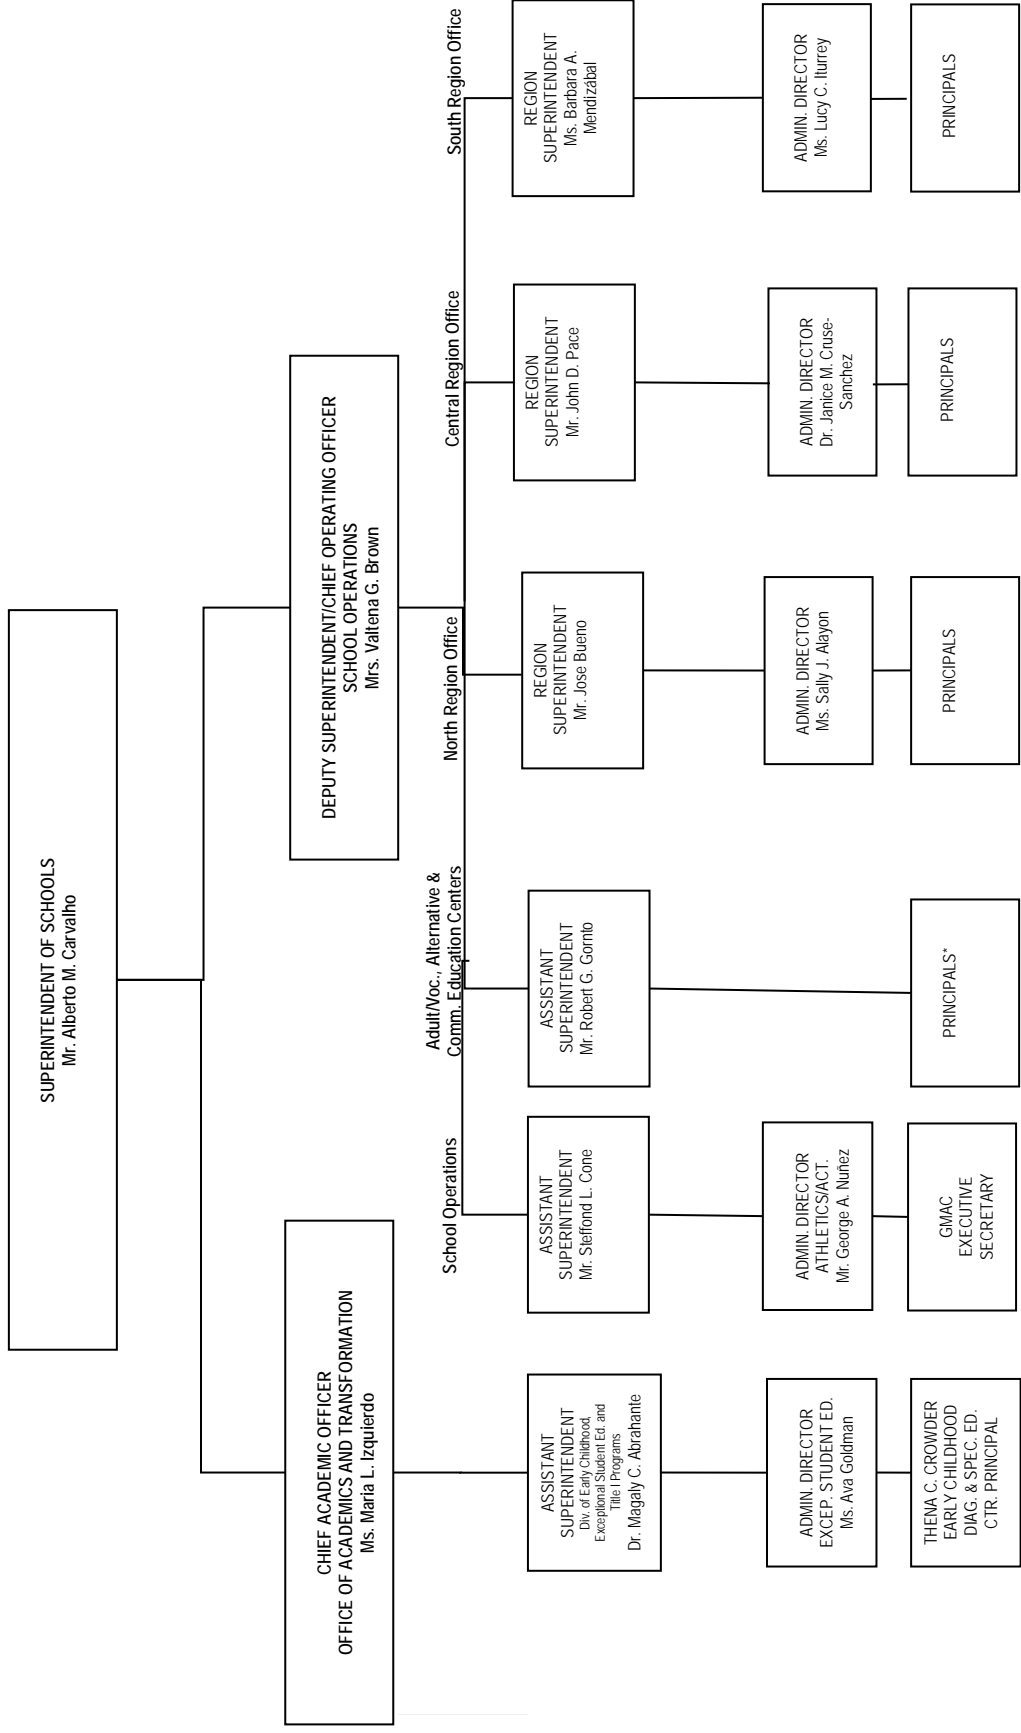 SUPERINTENDENT OF SCHOOLS
Mr. Alberto M. Carvalho
CHIEF ACADEMIC OFFICER
OFFICE OF ACADEMICS AND TRANSFORMATION
Ms. Maria L. Izquierdo
DEPUTY SUPERINTENDENT/CHIEF OPERATING OFFICER
SCHOOL OPERATIONS
Mrs. Valtena G. Brown
School Operations
Adult/Voc., Alternative &
Comm. Education Centers
North Region Office
Central Region Office
South Region Office
ASSISTANT
SUPERINTENDENT
Div. of Early Childhood,
Exceptional Student Ed. and
Title I Programs
Dr. Magaly C. Abrahante
ASSISTANT
SUPERINTENDENT
Mr. Steffond L. Cone
ASSISTANT
SUPERINTENDENT
Mr. Robert G. Gornto
REGION
SUPERINTENDENT
Mr. Jose Bueno
REGION
SUPERINTENDENT
Mr. John D. Pace
REGION
SUPERINTENDENT
Ms. Barbara A.
Mendizábal
ADMIN. DIRECTOR
EXCEP. STUDENT ED.
Ms. Ava Goldman
ADMIN. DIRECTOR
ATHLETICS/ACT.
Mr. George A. Nuñez
ADMIN. DIRECTOR
Ms. Sally J. Alayon
ADMIN. DIRECTOR
Dr. Janice M. Cruse-
Sanchez
ADMIN. DIRECTOR
Ms. Lucy C. Iturrey
THENA C. CROWDER
EARLY CHILDHOOD
DIAG. & SPEC. ED.
CTR. PRINCIPAL
GMAC
EXECUTIVE
SECRETARY
PRINCIPALS*
PRINCIPALS
PRINCIPALS
PRINCIPALS